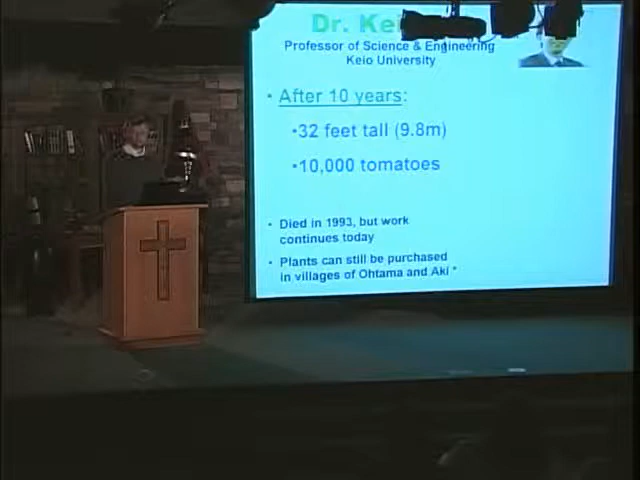 Dr. Kei
Professor of Science & Engineering
Keio University
• After 10 years:
•32 feet tall (9.8m)
•10,000 tomatoes
• Died in 1993, but work
continues today
• Plants can still be purchased
in villages of Ohtama and Aki *